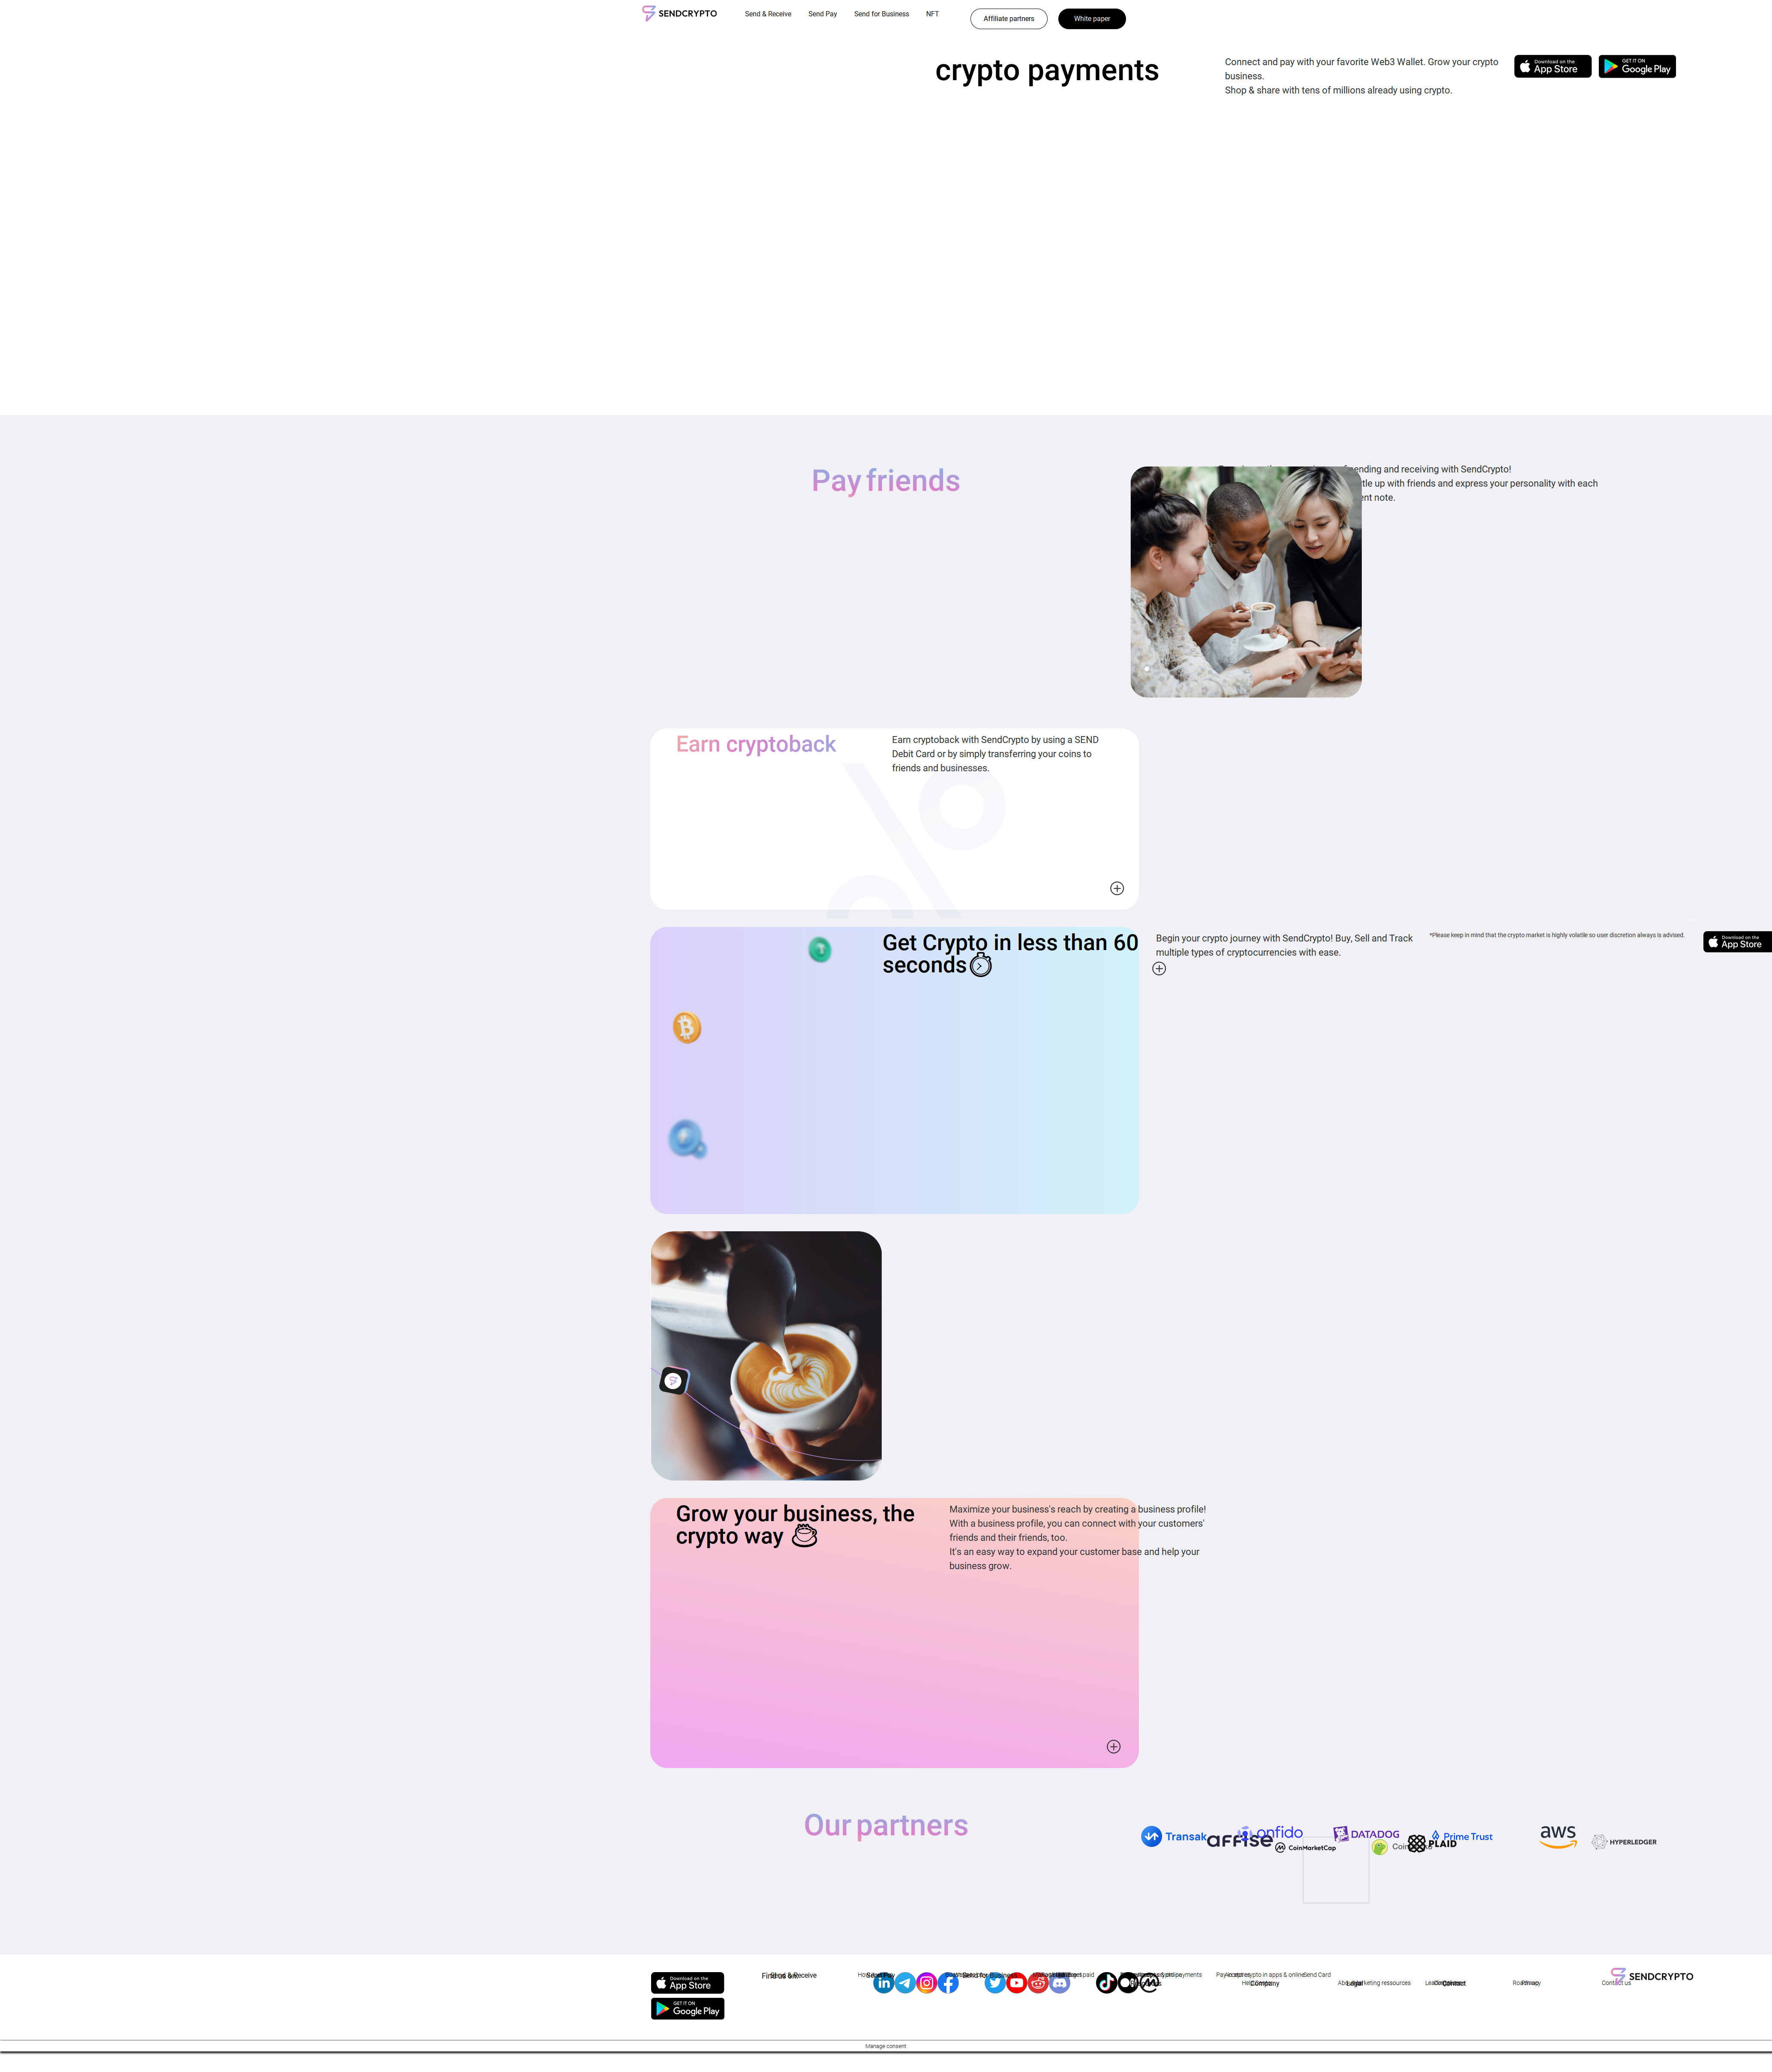 SENDCRYPTO
Send & Receive
Send Pay
Send for Business
NFT
Affiliate partners
White paper
crypto payments
Connect and pay with your favorite Web3 Wallet. Grow your crypto
business.
Shop & share with tens of millions already using crypto.
Download on the
App Store
GET IT ON
Google Play
Pay friends
and receiving with SendCrypto!
up with friends and express your personality with each
note.
Earn cryptoback
Earn cryptoback with SendCrypto by using a SEND
Debit Card or by simply transferring your coins to
friends and businesses.
%
Get Crypto in less than 60
seconds
Begin your crypto journey with SendCrypto! Buy, Sell and Track
multiple types of cryptocurrencies with ease.
*Please keep in mind that the crypto market is highly volatile so user discretion always is advised.
Download on the
App Store
Grow your business, the
crypto way
Maximize your business's reach by creating a business profile!
With a business profile, you can connect with your customers'
friends and their friends, too.
It's an easy way to expand your customer base and help your
business grow.
Our partners
Transak
affise
onfido
CoinMarketCap
DATADOG
PLAID
Prime Trust
aws
HYPERLEDGER
Download on the
App Store
GET IT ON
Google Play
Send & Receive
Send Card
Company
Legal
Contact
Contact us
SENDCRYPTO
Manage consent